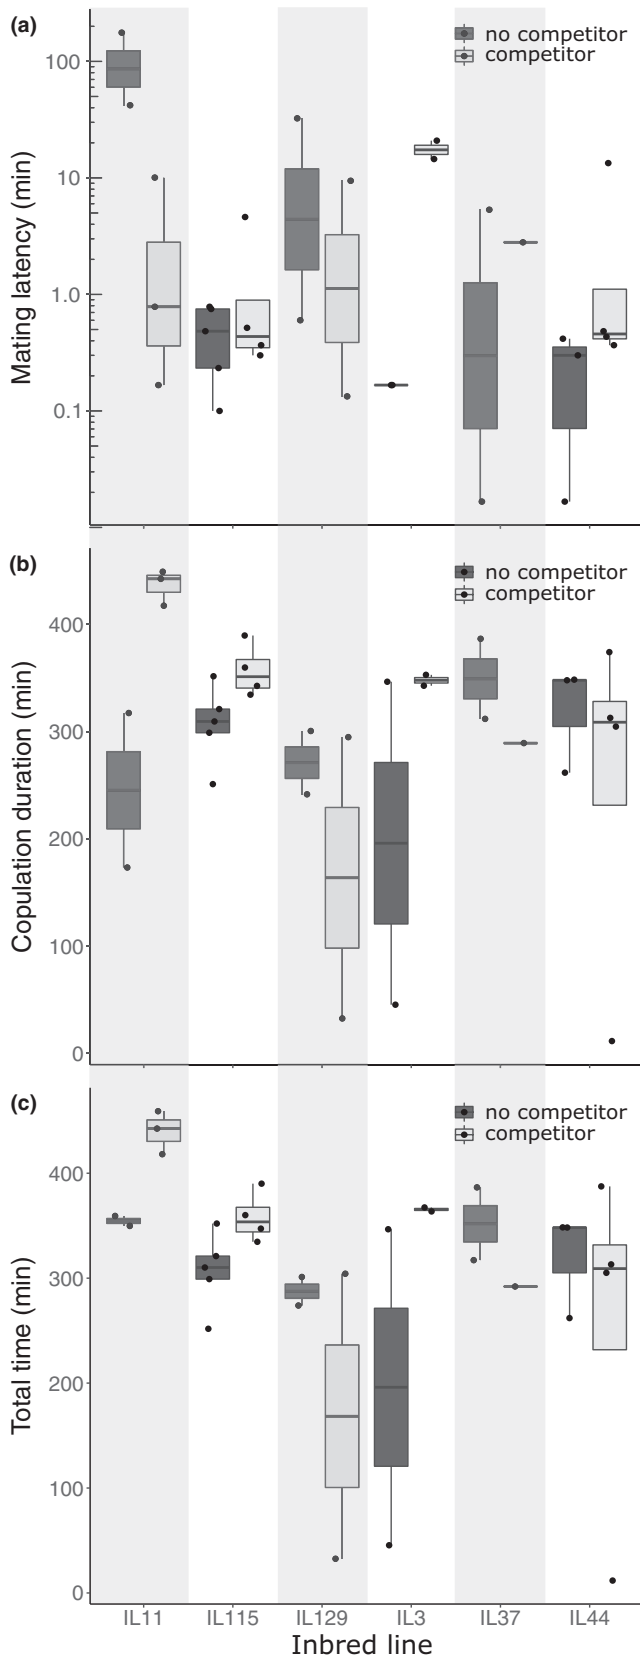 (a)
no competitor
competitor
100
10
1.0
0.1
Mating latency (min)
(b)
no competitor
competitor
400
300
200
100
0
Copulation duration (min)
(c)
no competitor
competitor
400
300
200
100
0
Total time (min)
IL11 IL115 IL129 IL3 IL37 IL44
Inbred line